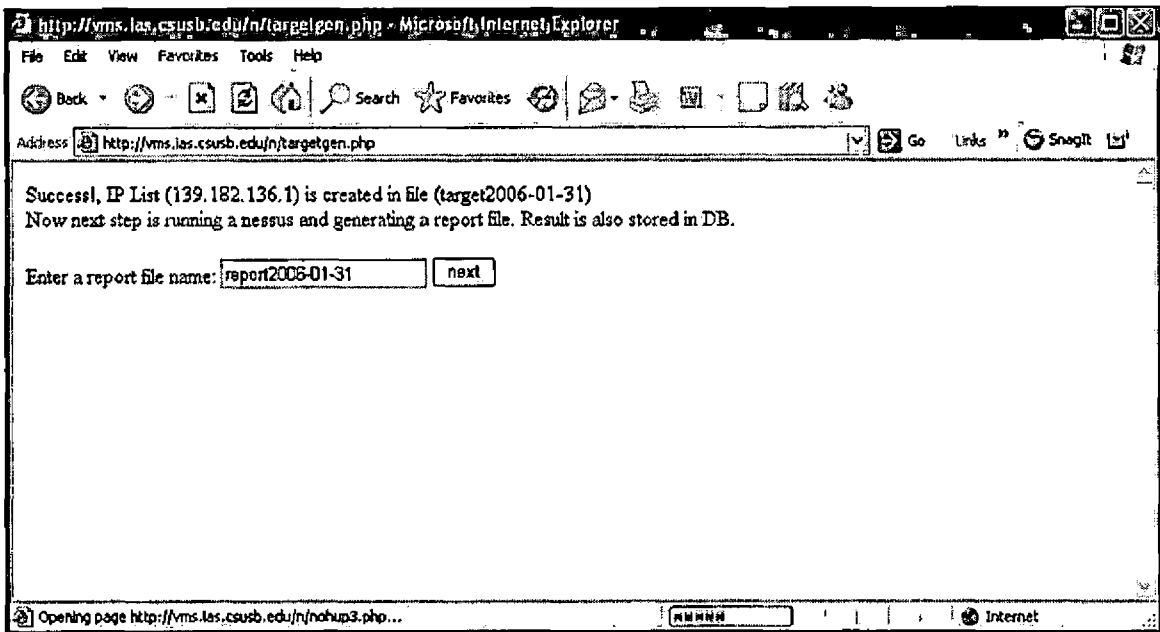 http://vms.ias.csusb.edu/n/targetgen.php - Microsoft Internet Explorer
File Edit View Favorites Tools Help
Back Search Favorites
Address http://vms.ias.csusb.edu/n/targetgen.php Go Links » SnagIt
Success!, IP List (139.182.136.1) is created in file (target2006-01-31)
Now next step is running a nessus and generating a report file. Result is also stored in DB.
Enter a report file name: report2006-01-31 next
Opening page http://vms.ias.csusb.edu/n/nohup3.php... Internet